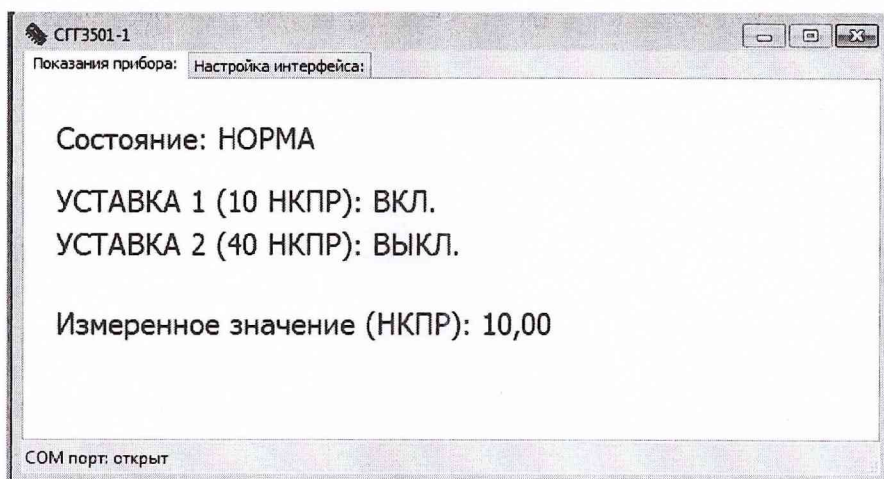 СГГ3501-1
Показания прибора: Настройка интерфейса:
Состояние: НОРМА
УСТАВКА 1 (10 НКПР): ВКЛ.
УСТАВКА 2 (40 НКПР): ВЫКЛ.
Измеренное значение (НКПР): 10,00
COM порт: открыт